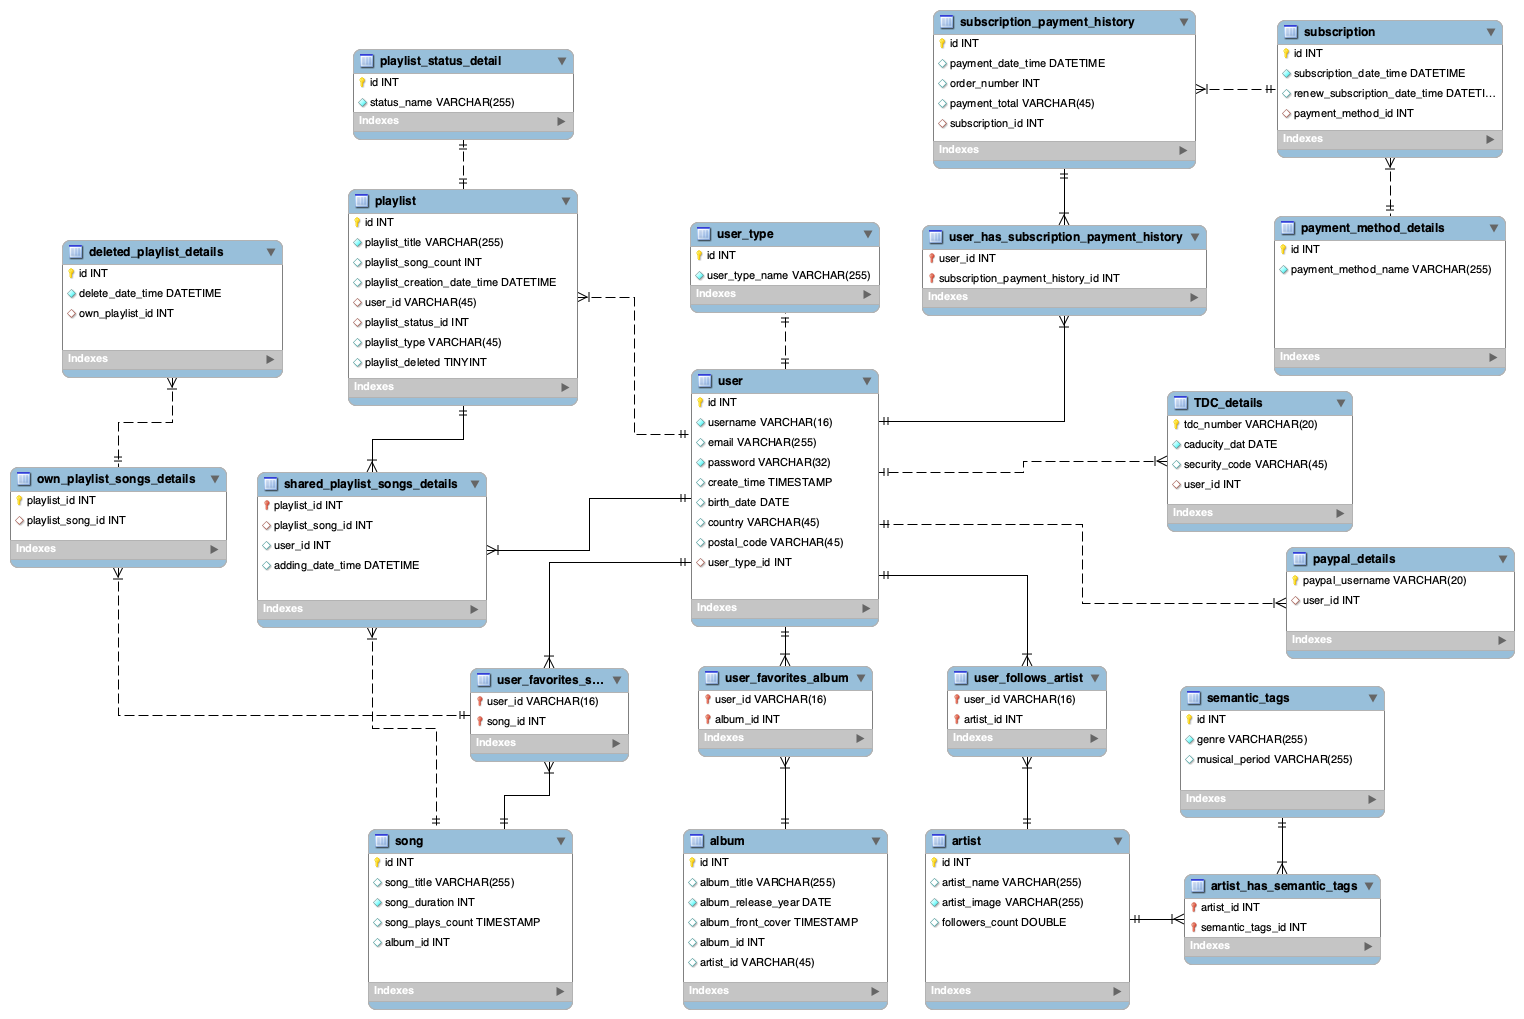 subscription_payment_history
id INT
payment_date_time DATETIME
order_number INT
payment_total VARCHAR(45)
subscription_id INT
Indexes
subscription
id INT
subscription_date_time DATETIME
renew_subscription_date_time DATETI...
payment_method_id INT
Indexes
playlist_status_detail
id INT
status_name VARCHAR(255)
Indexes
playlist
id INT
playlist_title VARCHAR(255)
playlist_song_count INT
playlist_creation_date_time DATETIME
user_id VARCHAR(45)
playlist_status_id INT
playlist_type VARCHAR(45)
playlist_deleted TINYINT
Indexes
deleted_playlist_details
id INT
delete_date_time DATETIME
own_playlist_id INT
Indexes
user_type
id INT
user_type_name VARCHAR(255)
Indexes
user_has_subscription_payment_history
user_id INT
subscription_payment_history_id INT
Indexes
payment_method_details
id INT
payment_method_name VARCHAR(255)
Indexes
user
id INT
username VARCHAR(16)
email VARCHAR(255)
password VARCHAR(32)
create_time TIMESTAMP
birth_date DATE
country VARCHAR(45)
postal_code VARCHAR(45)
user_type_id INT
Indexes
TDC_details
tdc_number VARCHAR(20)
caducity_dat DATE
security_code VARCHAR(45)
user_id INT
Indexes
own_playlist_songs_details
playlist_id INT
playlist_song_id INT
Indexes
shared_playlist_songs_details
playlist_id INT
playlist_song_id INT
user_id INT
adding_date_time DATETIME
Indexes
paypal_details
paypal_username VARCHAR(20)
user_id INT
Indexes
user_favorites_s...
user_id VARCHAR(16)
song_id INT
Indexes
user_favorites_album
user_id VARCHAR(16)
album_id INT
Indexes
user_follows_artist
user_id VARCHAR(16)
artist_id INT
Indexes
semantic_tags
id INT
genre VARCHAR(255)
musical_period VARCHAR(255)
Indexes
song
id INT
song_title VARCHAR(255)
song_duration INT
song_plays_count TIMESTAMP
album_id INT
Indexes
album
id INT
album_title VARCHAR(255)
album_release_year DATE
album_front_cover TIMESTAMP
album_id INT
artist_id VARCHAR(45)
Indexes
artist
id INT
artist_name VARCHAR(255)
artist_image VARCHAR(255)
followers_count DOUBLE
Indexes
artist_has_semantic_tags
artist_id INT
semantic_tags_id INT
Indexes